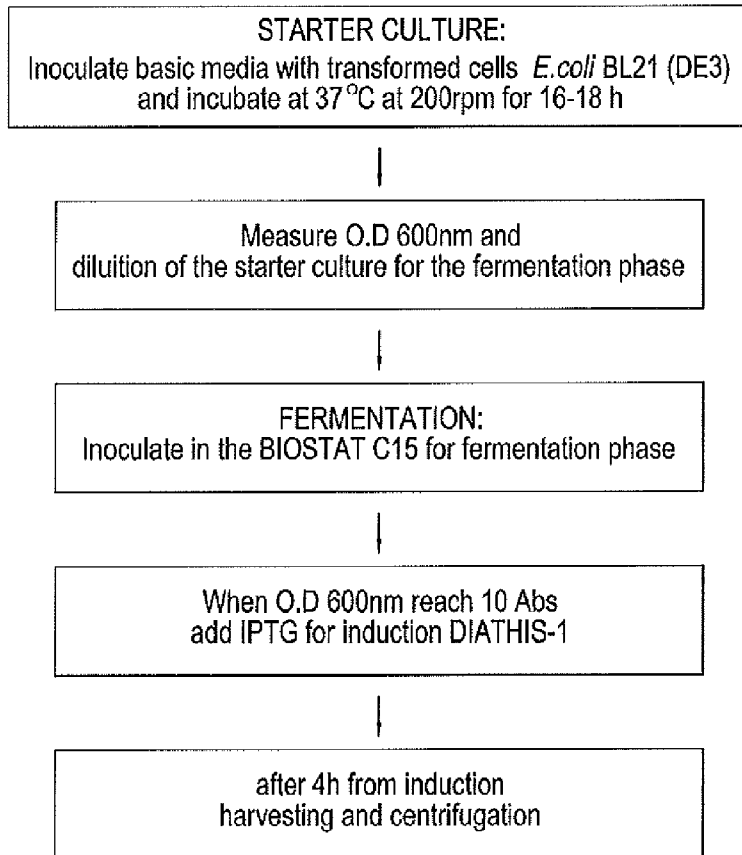 STARTER CULTURE:
Inoculate basic media with transformed cells E.coli BL21 (DE3)
and incubate at 37°C at 200rpm for 16-18 h
Measure O.D 600nm and
diluition of the starter culture for the fermentation phase
FERMENTATION:
Inoculate in the BIOSTAT C15 for fermentation phase
When O.D 600nm reach 10 Abs
add IPTG for induction DIATHIS-1
after 4h from induction
harvesting and centrifugation